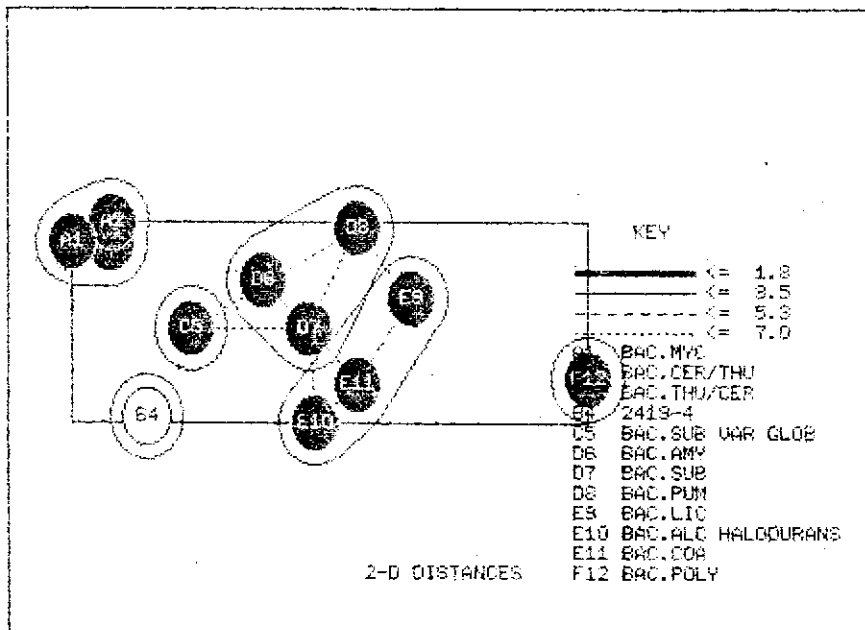 D8
KEY
A1
D6
E9
<= 1.8
<= 3.5
C5
D7
<= 5.3
<= 7.0
BAC.MYC
E11
BAC.CER/THU
BAC.THU/CER
B4
2419-4
E10
C5 BAC.SUB VAR GLOB
D6 BAC.AMY
D7 BAC.SUB
D8 BAC.PUM
E9 BAC.LIC
E10 BAC.ALC HALODURANS
E11 BAC.COA
2-D DISTANCES
F12 BAC.POLY